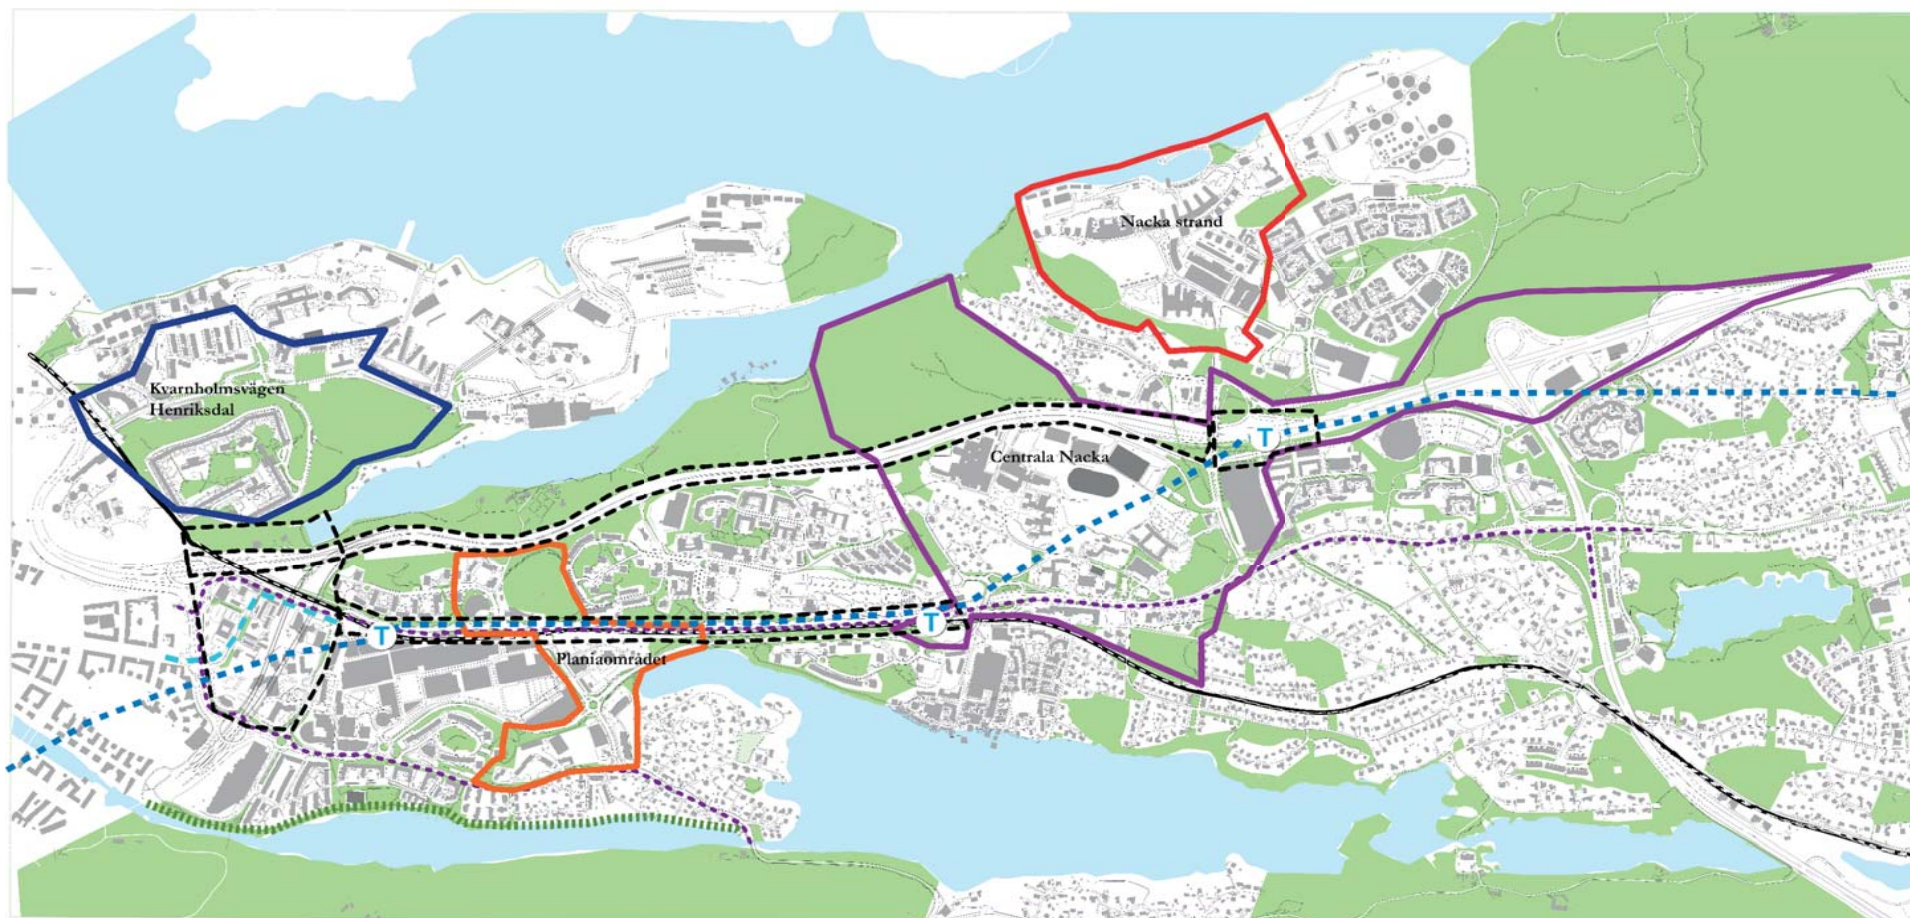 Nacka strand
Kvarnholmsvägen
Henriksdal
Centrala Nacka
T
T
T
Planiaområdet